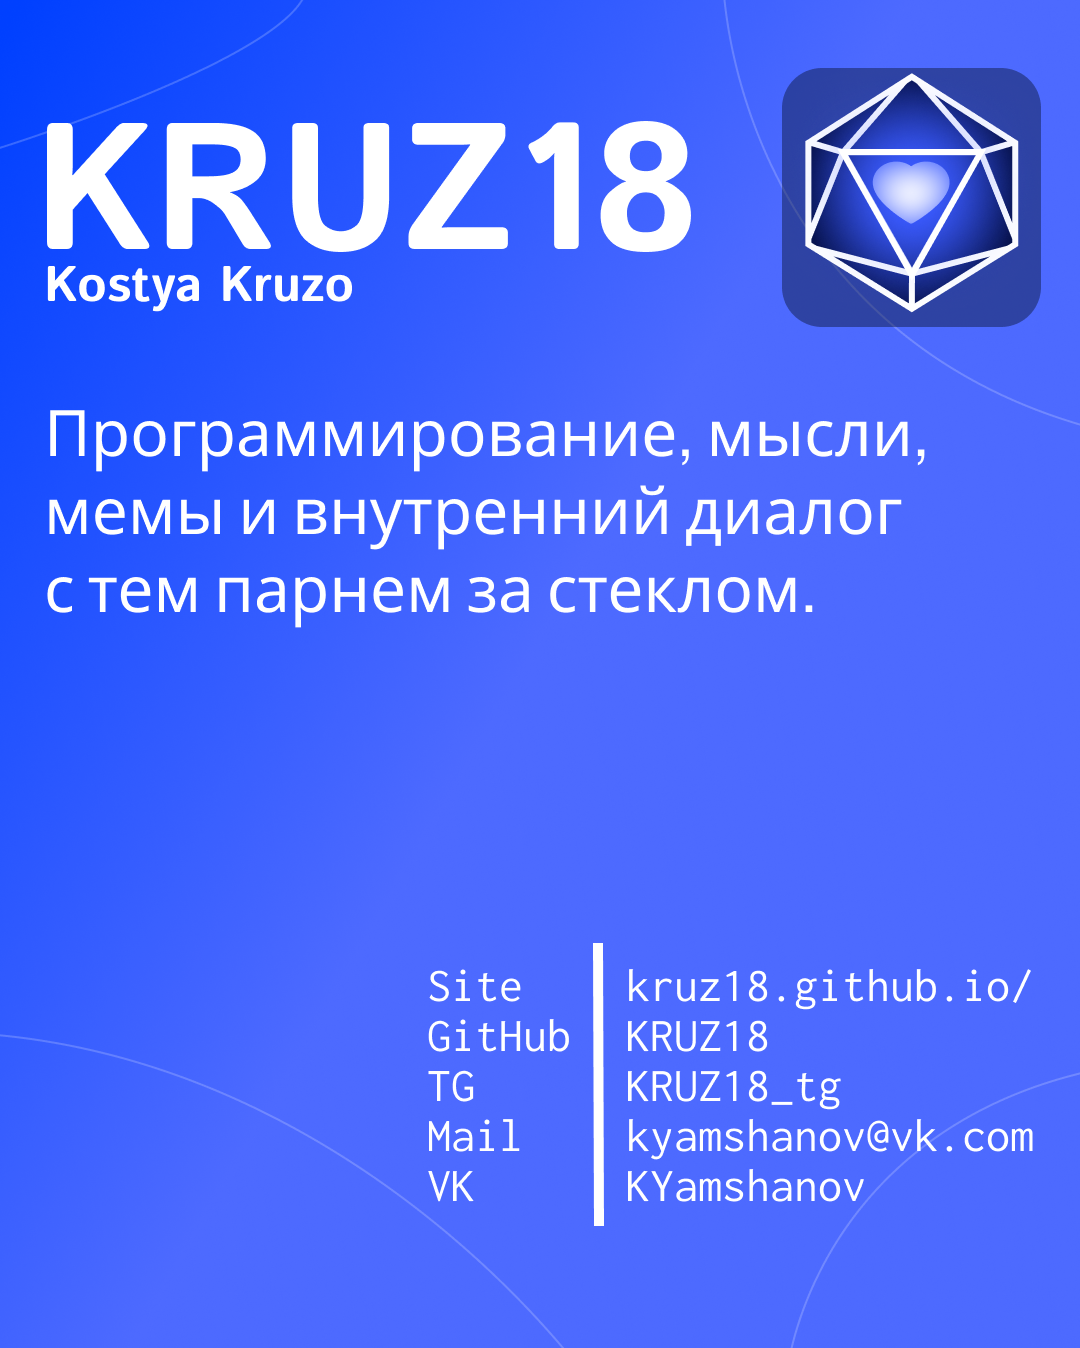 KRUZ18
Kostya Kruzo
Программирование, мысли,
мемы и внутренний диалог
с тем парнем за стеклом.
Site kruz18.github.io/
GitHub KRUZ18
TG KRUZ18_tg
Mail kyamshanov@vk.com
VK KYamshanov